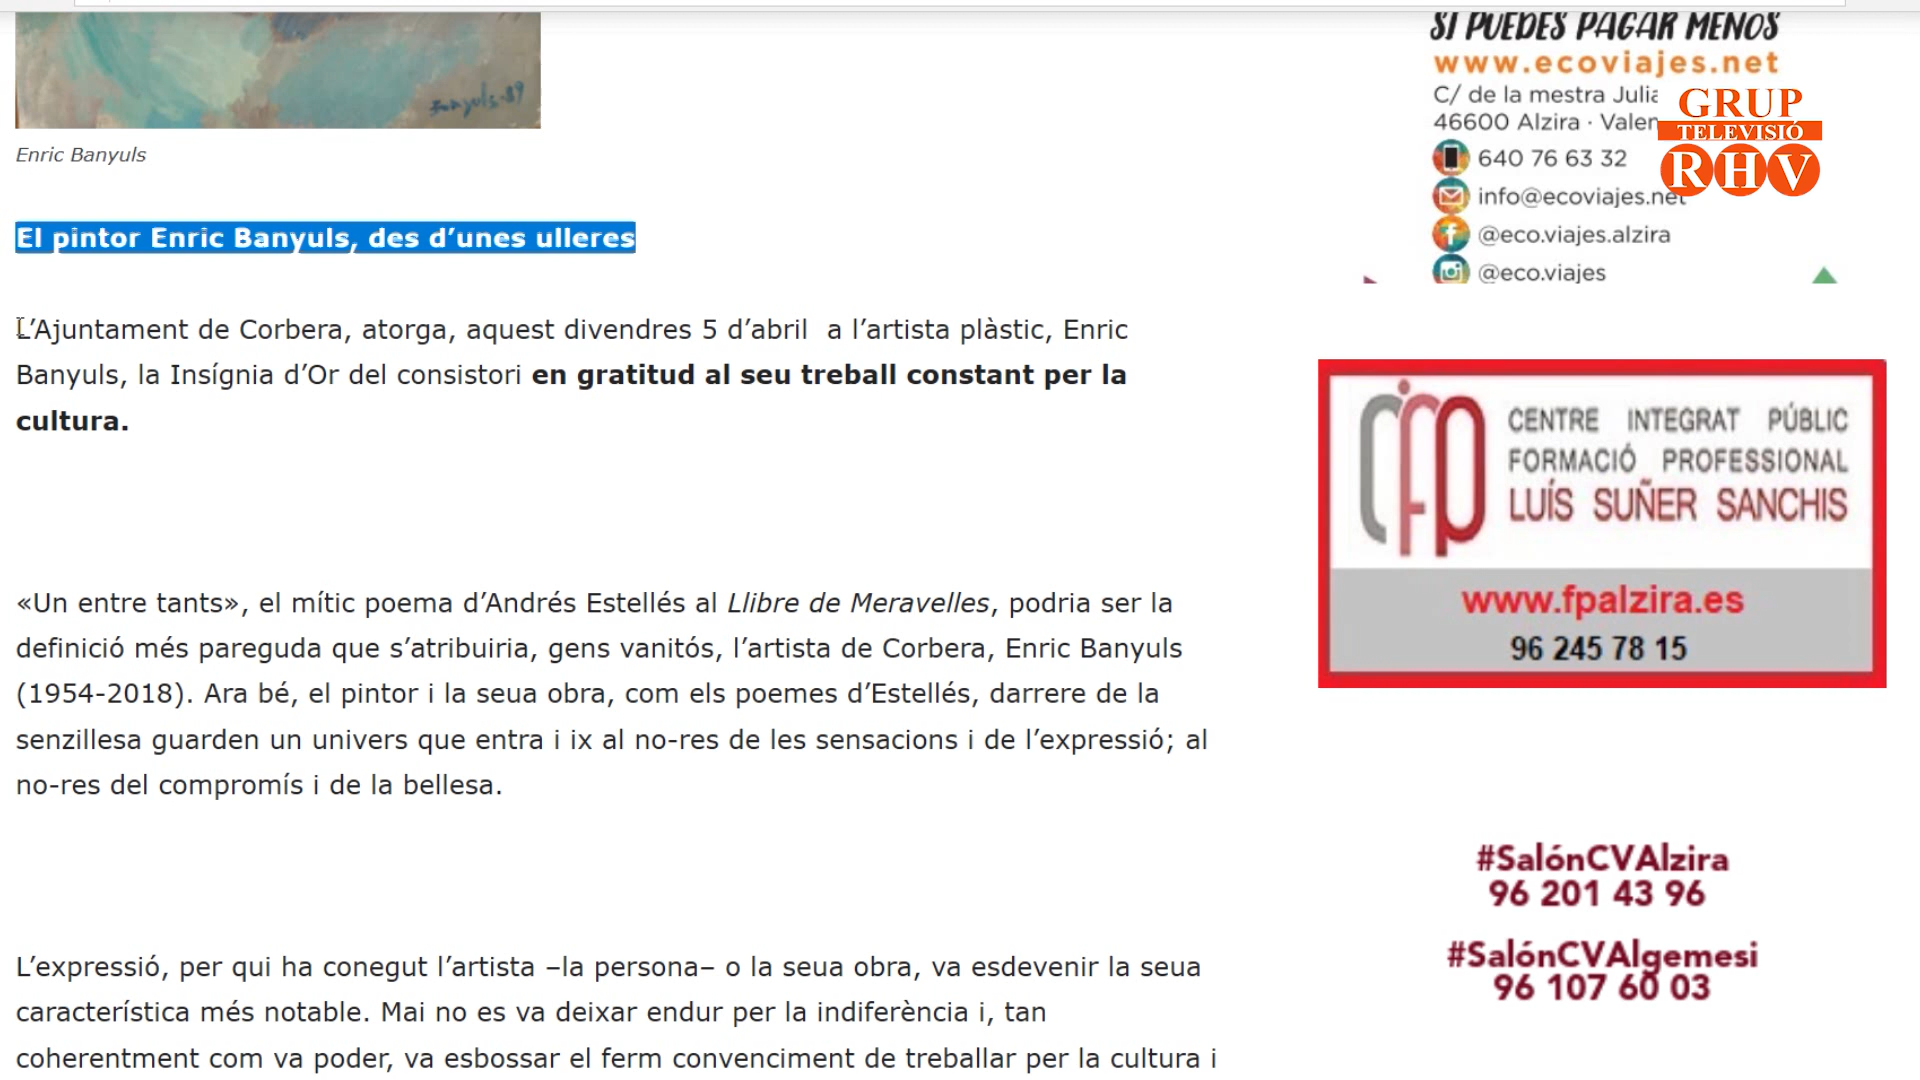 Banyuls-89
Enric Banyuls
El pintor Enric Banyuls, des d’unes ulleres
L’Ajuntament de Corbera, atorga, aquest divendres 5 d’abril a l’artista plàstic, Enric
Banyuls, la Insígnia d’Or del consistori en gratitud al seu treball constant per la
cultura.
«Un entre tants», el mític poema d’Andrés Estellés al Llibre de Meravelles, podria ser la
definició més pareguda que s’atribuiria, gens vanitós, l’artista de Corbera, Enric Banyuls
(1954-2018). Ara bé, el pintor i la seua obra, com els poemes d’Estellés, darrere de la
senzillesa guarden un univers que entra i ix al no-res de les sensacions i de l’expressió; al
no-res del compromís i de la bellesa.
L’expressió, per qui ha conegut l’artista –la persona– o la seua obra, va esdevenir la seua
característica més notable. Mai no es va deixar endur per la indiferència i, tan
coherentment com va poder, va esbossar el ferm convenciment de treballar per la cultura i
SI PUEDES PAGAR MENOS
www.ecoviajes.net
C/ de la mestra Julia
46600 Alzira · Valen
640 76 63 32
info@ecoviajes.net
@eco.viajes.alzira
@eco.viajes
GRUP
TELEVISIÓ
RHV
cfp
CENTRE INTEGRAT PÚBLIC
FORMACIÓ PROFESSIONAL
LUÍS SUÑER SANCHIS
www.fpalzira.es
96 245 78 15
#SalónCVAlzira
96 201 43 96
#SalónCVAlgemesi
96 107 60 03